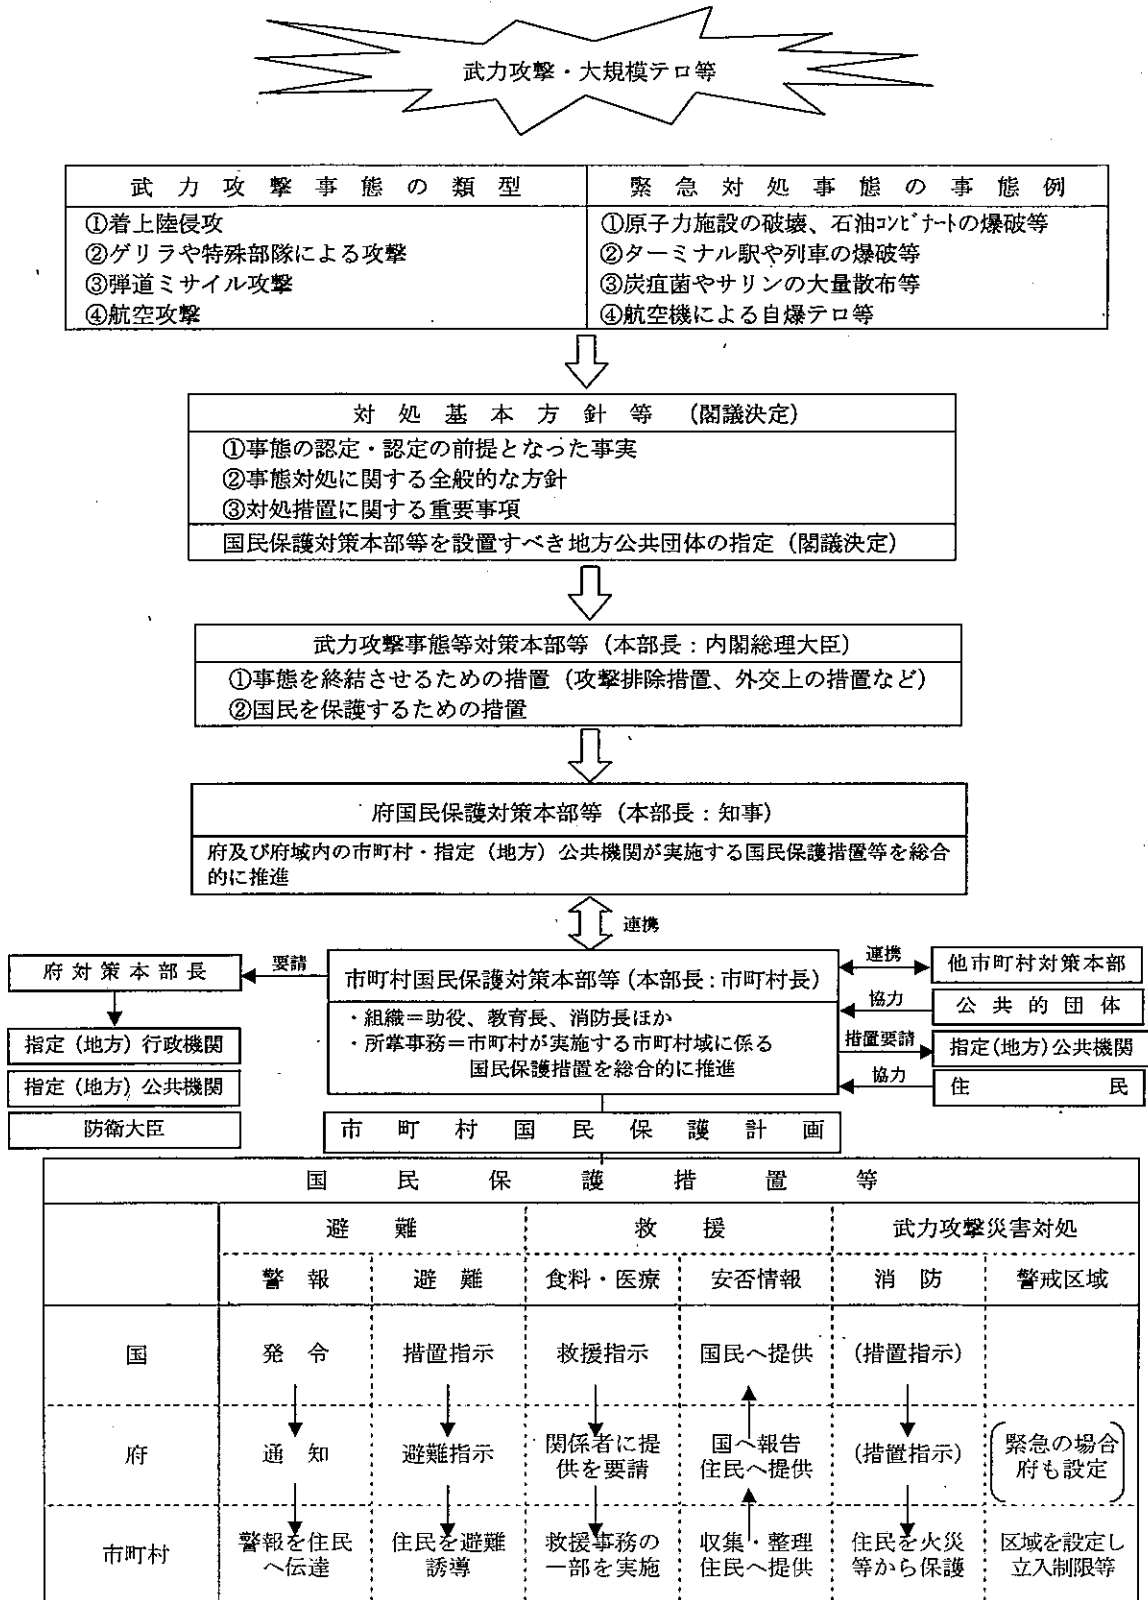 武力攻撃・大規模テロ等
武力攻撃事態の類型
①着上陸侵攻
②ゲリラや特殊部隊による攻撃
③弾道ミサイル攻撃
④航空攻撃
緊急対処事態の事態例
①原子力施設の破壊、石油ｺﾝﾋﾞﾅｰﾄの爆破等
②ターミナル駅や列車の爆破等
③炭疽菌やサリンの大量散布等
④航空機による自爆テロ等
対処基本方針等 (閣議決定)
①事態の認定・認定の前提となった事実
②事態対処に関する全般的な方針
③対処措置に関する重要事項
国民保護対策本部等を設置すべき地方公共団体の指定 (閣議決定)
武力攻撃事態等対策本部等 (本部長：内閣総理大臣)
①事態を終結させるための措置 (攻撃排除措置、外交上の措置など)
②国民を保護するための措置
府国民保護対策本部等 (本部長：知事)
府及び府域内の市町村・指定 (地方) 公共機関が実施する国民保護措置等を総合
的に推進
連携
府対策本部長
要請
指定 (地方) 行政機関
指定 (地方) 公共機関
防衛大臣
市町村国民保護対策本部等 (本部長：市町村長)
・組織＝助役、教育長、消防長ほか
・所掌事務＝市町村が実施する市町村域に係る
国民保護措置を総合的に推進
連携
他市町村対策本部
協力
公共的団体
措置要請
指定(地方)公共機関
協力
住民
市町村国民保護計画
国民保護措置等
避難 救援 武力攻撃災害対処
警報 避難 食料・医療 安否情報 消防 警戒区域
国 発令 措置指示 救援指示 国民へ提供 (措置指示)
府 通知 避難指示 関係者に提 国へ報告 (措置指示) 緊急の場合
供を要請 住民へ提供 府も設定
市町村 警報を住民 住民を避難 救援事務の 収集・整理 住民を火災 区域を設定し
へ伝達 誘導 一部を実施 住民へ提供 等から保護 立入制限等